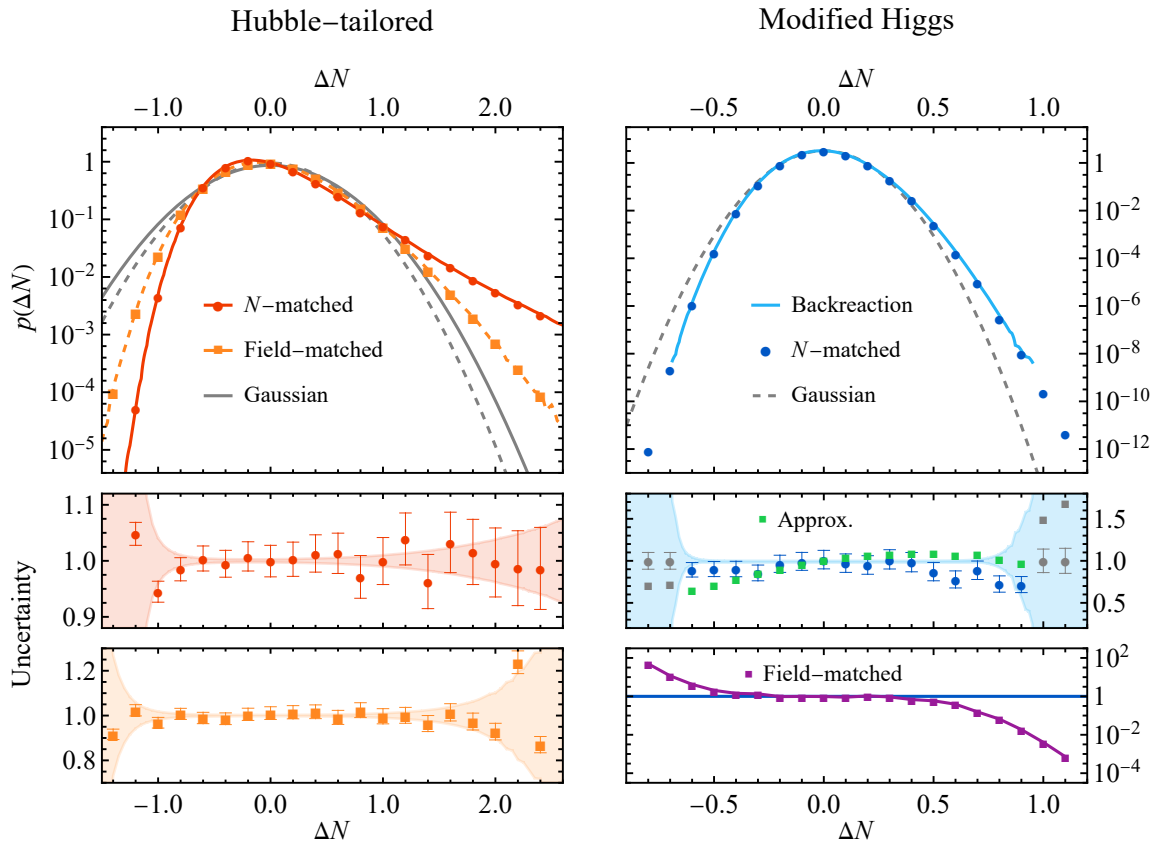 Hubble−tailored
Modified Higgs
ΔN
ΔN
−1.0 0.0 1.0 2.0
−0.5 0.0 0.5 1.0
p(ΔN)
1
10⁻¹
10⁻²
10⁻³
10⁻⁴
10⁻⁵
N−matched
Field−matched
Gaussian
Backreaction
N−matched
Gaussian
1
10⁻²
10⁻⁴
10⁻⁶
10⁻⁸
10⁻¹⁰
10⁻¹²
Uncertainty
1.1
1.0
0.9
Approx.
1.5
1.0
0.5
1.2
1.0
0.8
Field−matched
10²
1
10⁻²
10⁻⁴
−1.0 0.0 1.0 2.0
−0.5 0.0 0.5 1.0
ΔN
ΔN